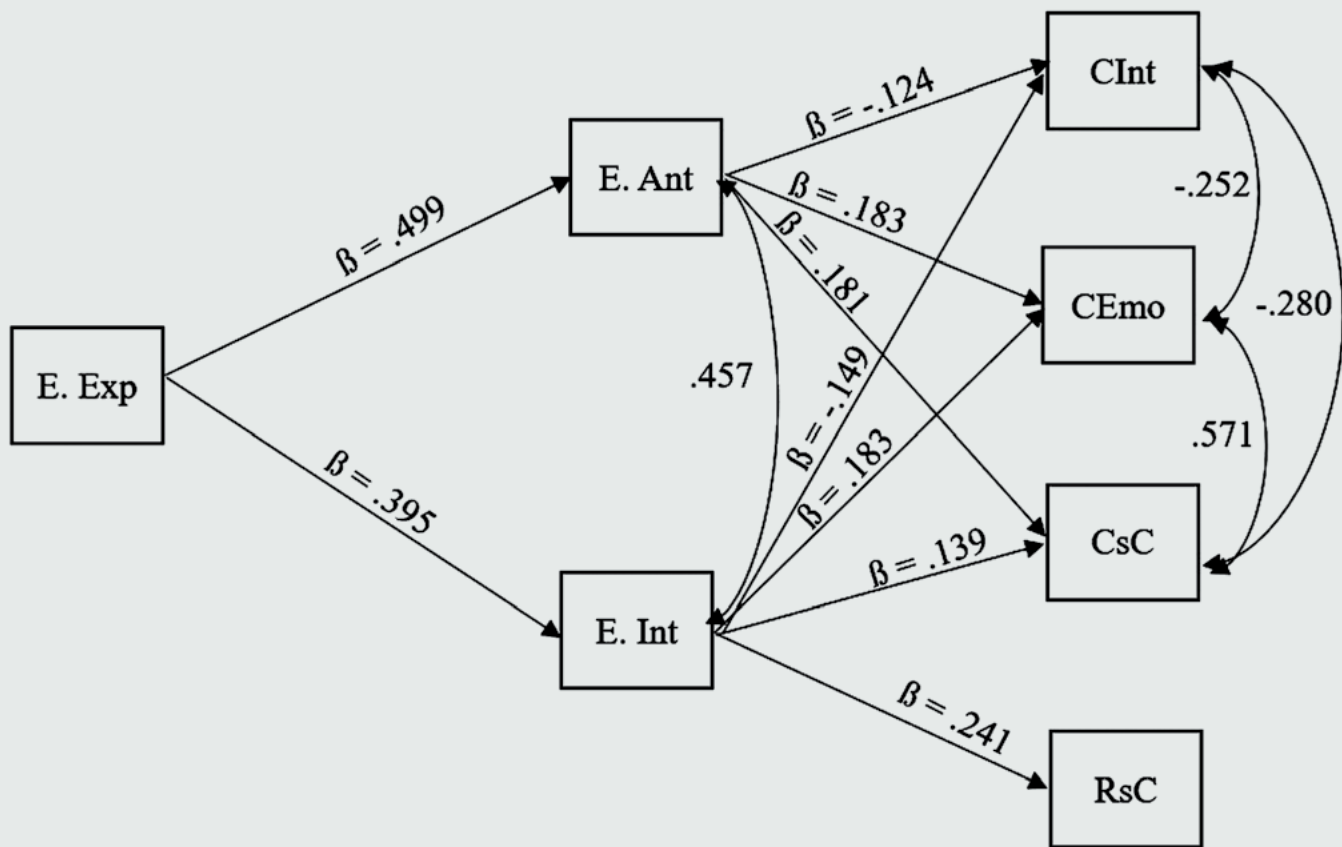 CInt
ß = -.124
E. Ant
-.252
ß = .183
ß = .499
ß = .181
CEmo
-.280
E. Exp
.457
ß = -.149
ß = .183
.571
ß = .395
CsC
ß = .139
E. Int
ß = .241
RsC